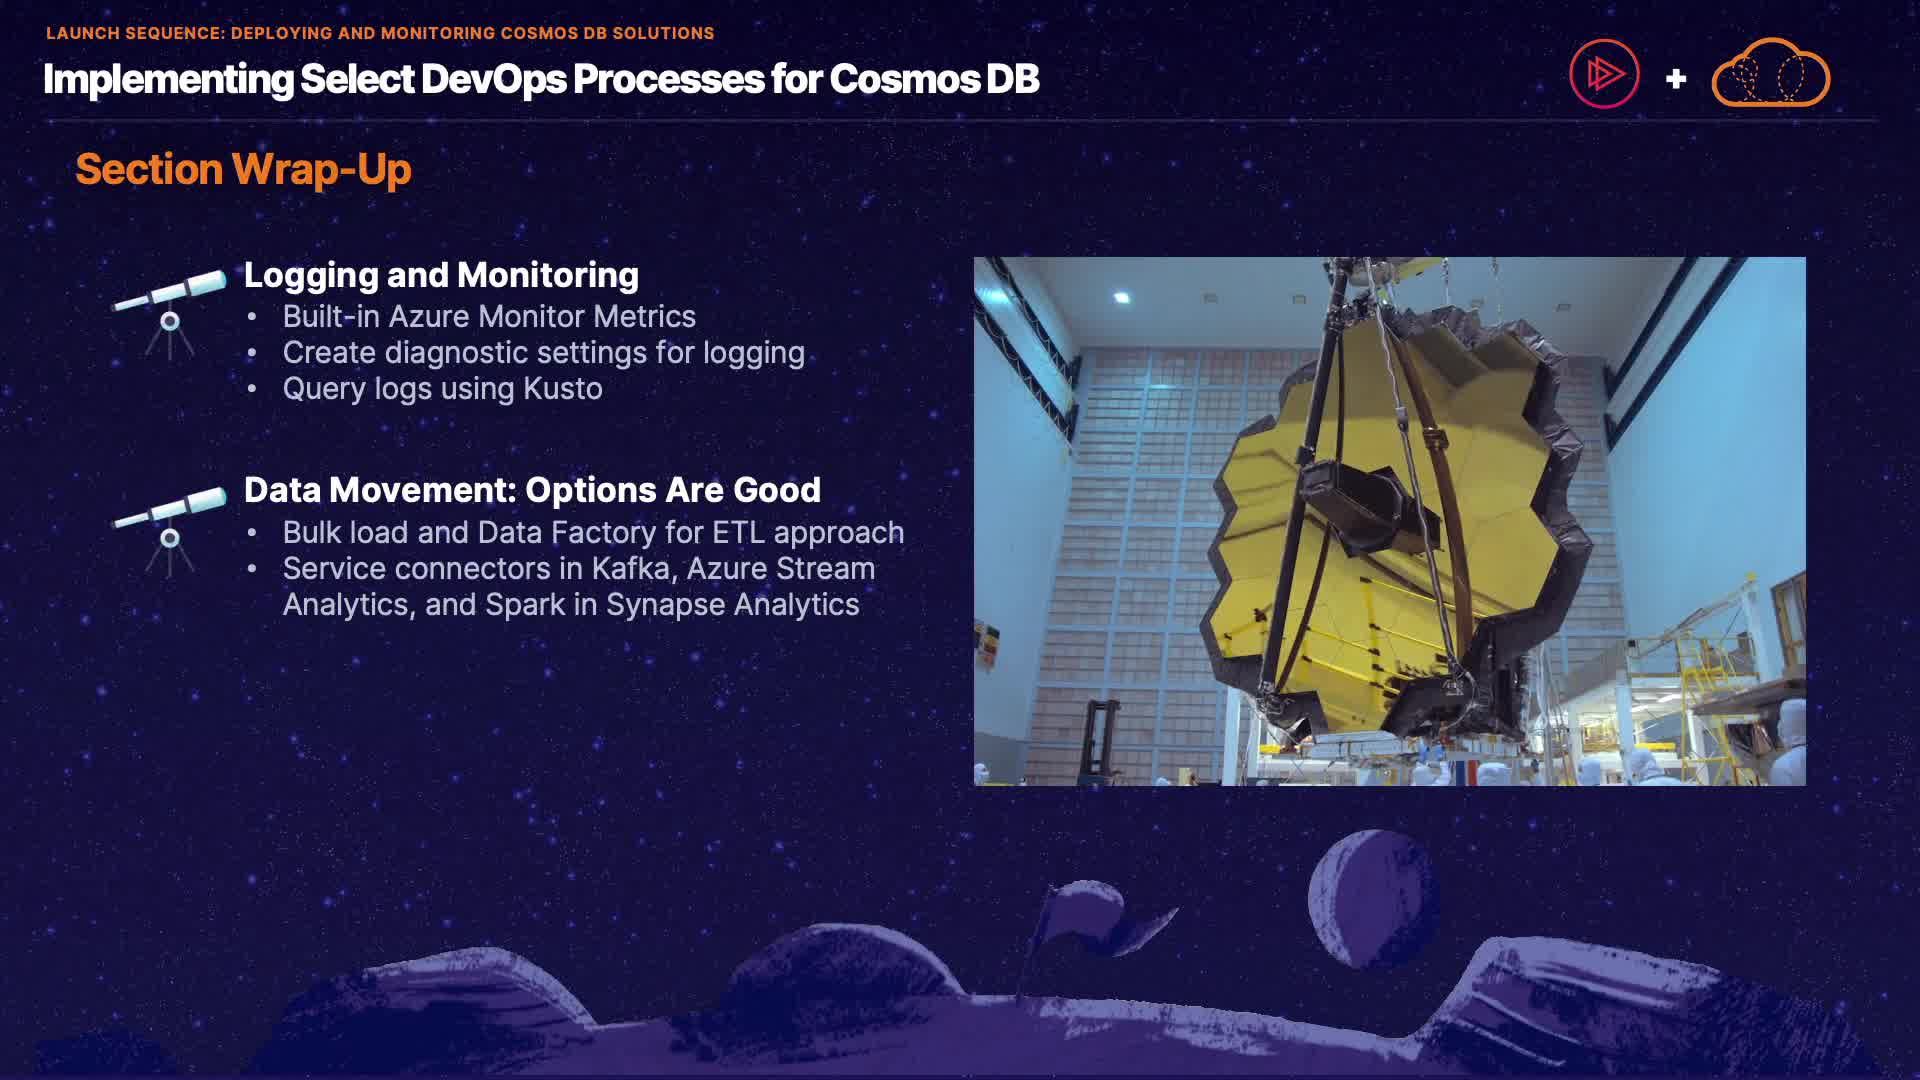 LAUNCH SEQUENCE: DEPLOYING AND MONITORING COSMOS DB SOLUTIONS
Implementing Select DevOps Processes for Cosmos DB
+
Section Wrap-Up
Logging and Monitoring
• Built-in Azure Monitor Metrics
• Create diagnostic settings for logging
• Query logs using Kusto
Data Movement: Options Are Good
• Bulk load and Data Factory for ETL approach
• Service connectors in Kafka, Azure Stream
Analytics, and Spark in Synapse Analytics